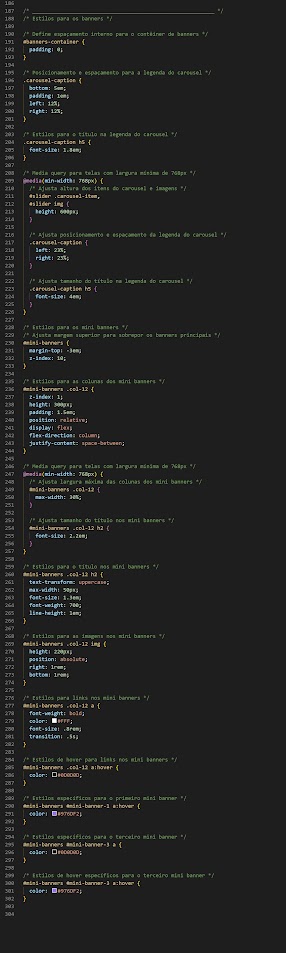 186
187 /* ____________________________________________________________ */
188 /* Estilos para os banners */
189
190 /* Define espaçamento interno para o contêiner de banners */
191 #banners-container {
192   padding: 0;
193 }
194
195 /* Posicionamento e espaçamento para a legenda do carousel */
196 .carousel-caption {
197   bottom: 5em;
198   padding: 1em;
199   left: 12%;
200   right: 12%;
201 }
202
203 /* Estilos para o título na legenda do carousel */
204 .carousel-caption h5 {
205   font-size: 1.8em;
206 }
207
208 /* Media query para telas com largura mínima de 768px */
209 @media(min-width: 768px) {
210   /* Ajusta altura dos itens do carousel e imagens */
211   #slider .carousel-item,
212   #slider img {
213     height: 600px;
214   }
215
216   /* Ajusta posicionamento e espaçamento da legenda do carousel */
217   .carousel-caption {
218     left: 23%;
219     right: 23%;
220   }
221
222   /* Ajusta tamanho do título na legenda do carousel */
223   .carousel-caption h5 {
224     font-size: 4em;
225   }
226 }
227
228 /* Estilos para os mini banners */
229 /* Ajusta margem superior para sobrepor os banners principais */
230 #mini-banners {
231   margin-top: -3em;
232   z-index: 10;
233 }
234
235 /* Estilos para as colunas dos mini banners */
236 #mini-banners .col-12 {
237   z-index: 1;
238   height: 300px;
239   padding: 1.5em;
240   position: relative;
241   display: flex;
242   flex-direction: column;
243   justify-content: space-between;
244 }
245
246 /* Media query para telas com largura mínima de 768px */
247 @media(min-width: 768px) {
248   /* Ajusta largura máxima das colunas dos mini banners */
249   #mini-banners .col-12 {
250     max-width: 30%;
251   }
252
253   /* Ajusta tamanho do título nos mini banners */
254   #mini-banners .col-12 h2 {
255     font-size: 2.2em;
256   }
257 }
258
259 /* Estilos para o título nos mini banners */
260 #mini-banners .col-12 h2 {
261   text-transform: uppercase;
262   max-width: 50px;
263   font-size: 1.3em;
264   font-weight: 700;
265   line-height: 1em;
266 }
267
268 /* Estilos para as imagens nos mini banners */
269 #mini-banners .col-12 img {
270   height: 220px;
271   position: absolute;
272   right: 1rem;
273   bottom: 1rem;
274 }
275
276 /* Estilos para links nos mini banners */
277 #mini-banners .col-12 a {
278   font-weight: bold;
279   color: #FFF;
280   font-size: .8rem;
281   transition: .5s;
282 }
283
284 /* Estilos de hover para links nos mini banners */
285 #mini-banners .col-12 a:hover {
286   color: #0D0D0D;
287 }
288
289 /* Estilos específicos para o primeiro mini banner */
290 #mini-banners #mini-banner-1 a:hover {
291   color: #976DF2;
292 }
293
294 /* Estilos específicos para o terceiro mini banner */
295 #mini-banners #mini-banner-3 a {
296   color: #0D0D0D;
297 }
298
299 /* Estilos de hover específicos para o terceiro mini banner */
300 #mini-banners #mini-banner-3 a:hover {
301   color: #976DF2;
302 }
303
304